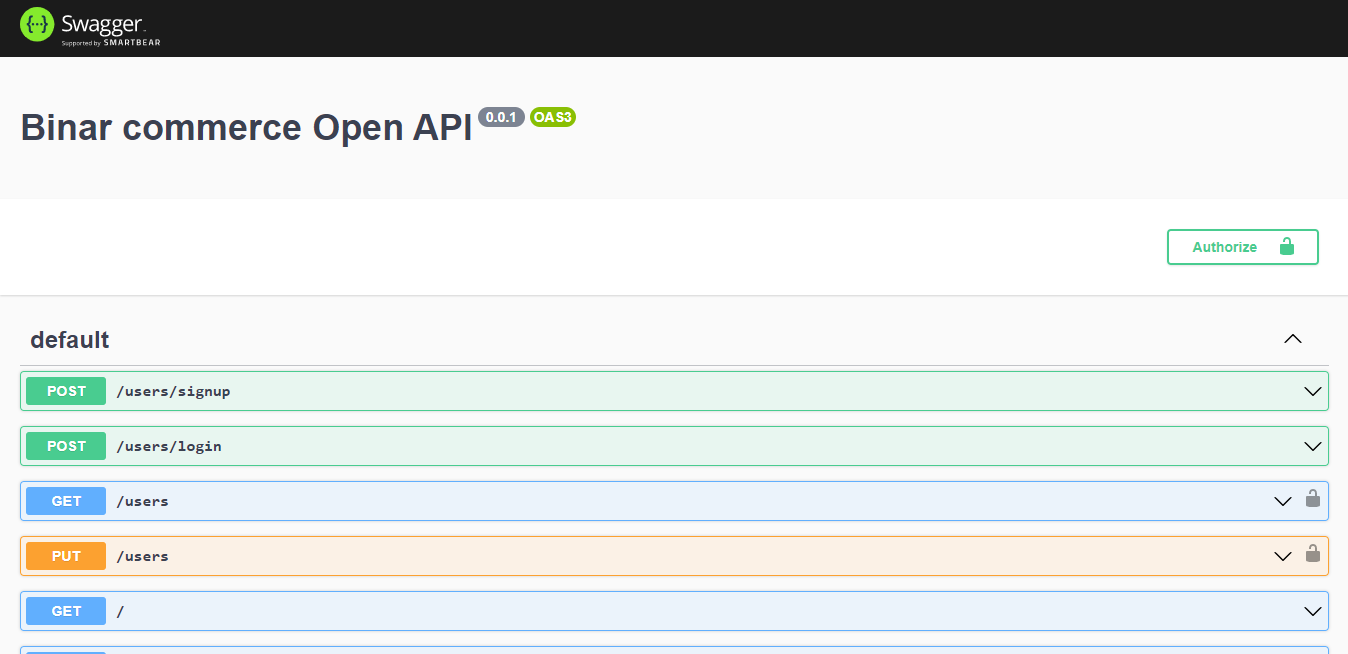 {···} Swagger
Supported by SMARTBEAR
Binar commerce Open API 0.0.1 OAS3
Authorize
default
POST /users/signup
POST /users/login
GET /users
PUT /users
GET /